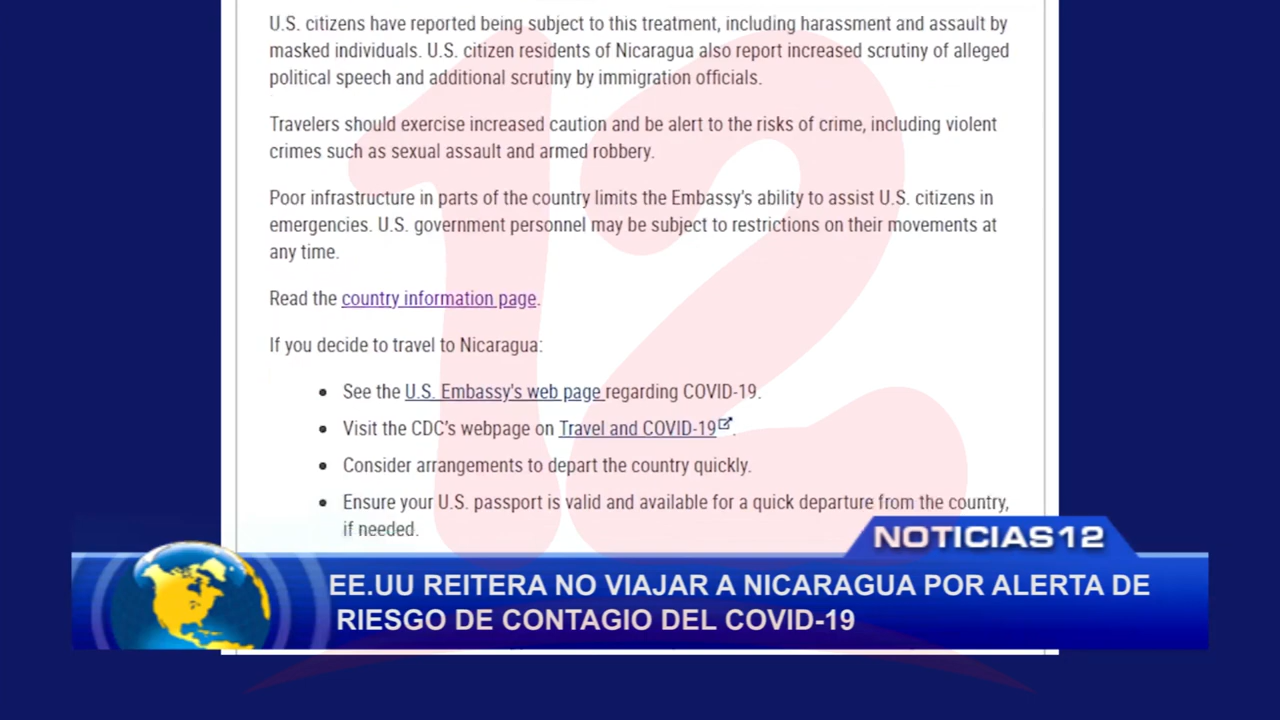 U.S. citizens have reported being subject to this treatment, including harassment and assault by
masked individuals. U.S. citizen residents of Nicaragua also report increased scrutiny of alleged
political speech and additional scrutiny by immigration officials.
Travelers should exercise increased caution and be alert to the risks of crime, including violent
crimes such as sexual assault and armed robbery.
Poor infrastructure in parts of the country limits the Embassy's ability to assist U.S. citizens in
emergencies. U.S. government personnel may be subject to restrictions on their movements at
any time.
Read the country information page.
If you decide to travel to Nicaragua:
• See the U.S. Embassy's web page regarding COVID-19.
• Visit the CDC's webpage on Travel and COVID-19.
• Consider arrangements to depart the country quickly.
• Ensure your U.S. passport is valid and available for a quick departure from the country,
if needed.
12
NOTICIAS12
EE.UU REITERA NO VIAJAR A NICARAGUA POR ALERTA DE
RIESGO DE CONTAGIO DEL COVID-19